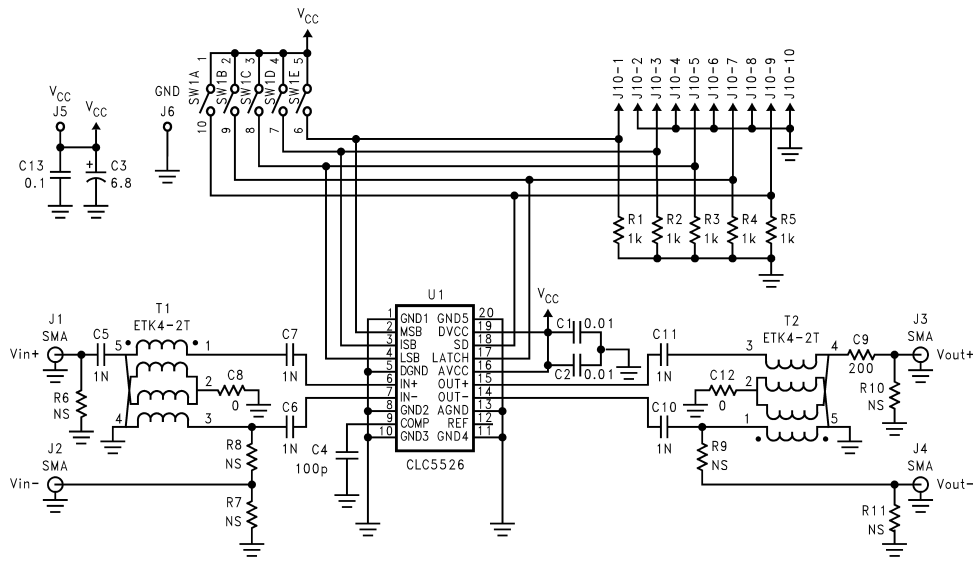 VCC
1 2 3 4 5
SW1A SW1B SW1C SW1D SW1E
10 9 8 7 6
J10-1 J10-2 J10-3 J10-4 J10-5 J10-6 J10-7 J10-8 J10-9 J10-10
VCC
J5
VCC
GND
J6
C13
0.1
+ C3
6.8
R1 R2 R3 R4 R5
1k 1k 1k 1k 1k
U1
CLC5526
1 GND1 GND5 20
2 MSB DVCC 19
3 ISB SD 18
4 LSB LATCH 17
5 DGND AVCC 16
6 IN+ OUT+ 15
7 IN- OUT- 14
8 GND2 AGND 13
9 COMP REF 12
10 GND3 GND4 11
VCC
C1 0.01
C2 0.01
J1
SMA
Vin+
C5
1N
T1
ETK4-2T
5 1
2
4 3
C7
1N
C8
0
C6
1N
R6
NS
R8
NS
R7
NS
J2
SMA
Vin-
C4
100p
C11
1N
T2
ETK4-2T
3 4
2
1 5
C12
0
C10
1N
C9
200
J3
SMA
Vout+
R10
NS
R9
NS
J4
SMA
Vout-
R11
NS